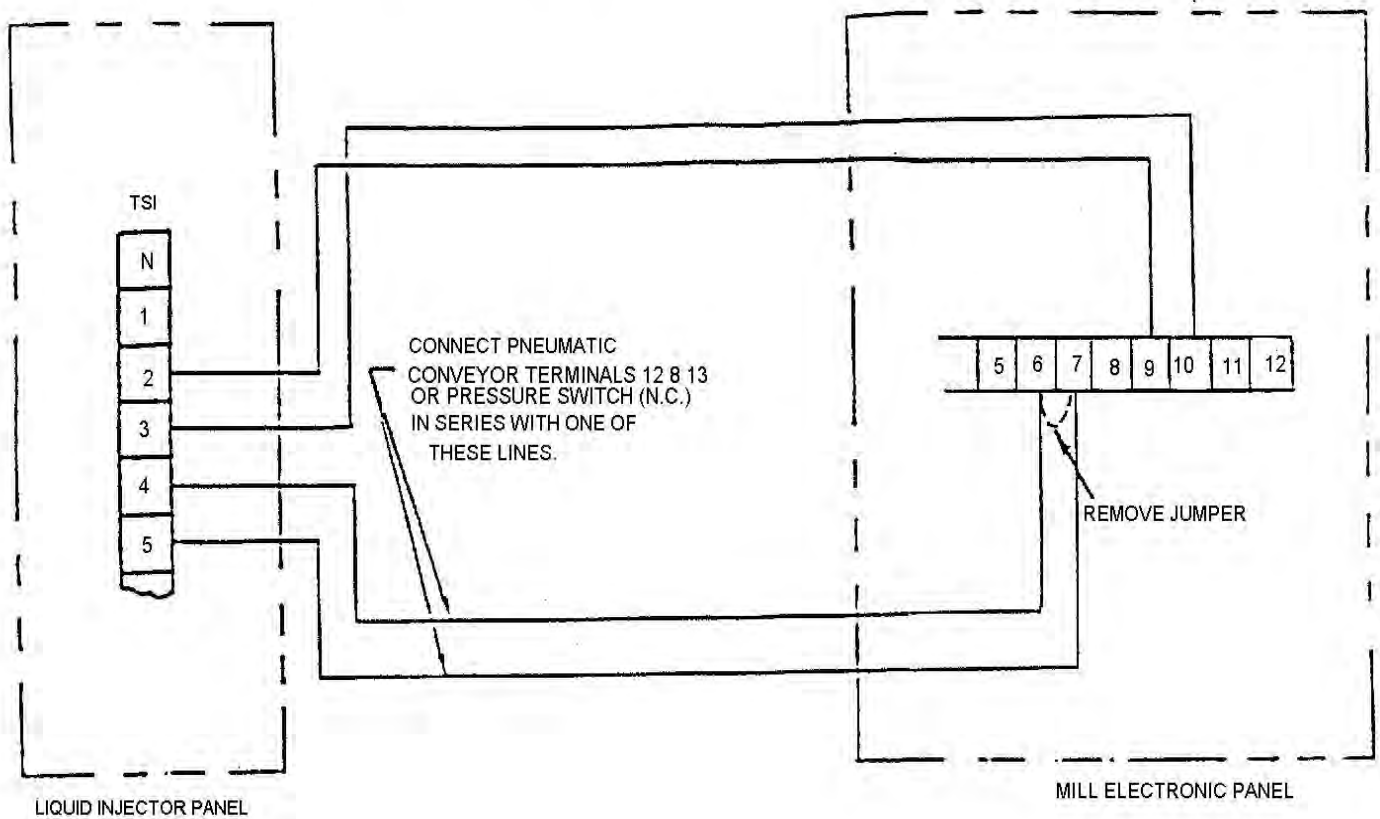 TSI
N
1
2
3
4
5
CONNECT PNEUMATIC
CONVEYOR TERMINALS 12 8 13
OR PRESSURE SWITCH (N.C.)
IN SERIES WITH ONE OF
THESE LINES.
5 6 7 8 9 10 11 12
REMOVE JUMPER
LIQUID INJECTOR PANEL
MILL ELECTRONIC PANEL